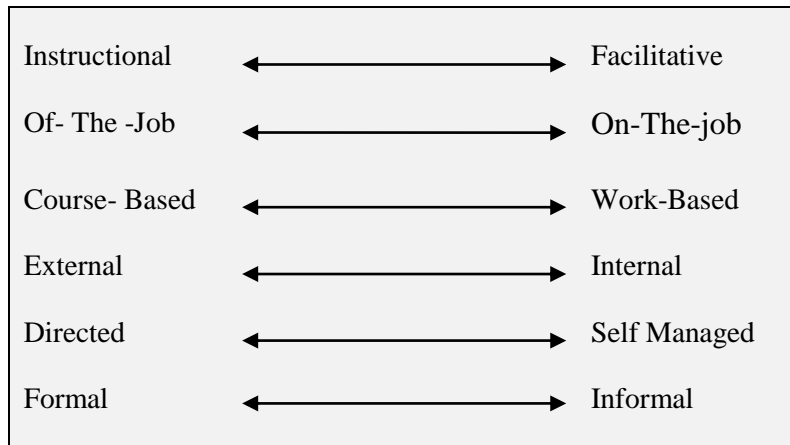 Instructional Facilitative
Of- The -Job On-The-job
Course- Based Work-Based
External Internal
Directed Self Managed
Formal Informal